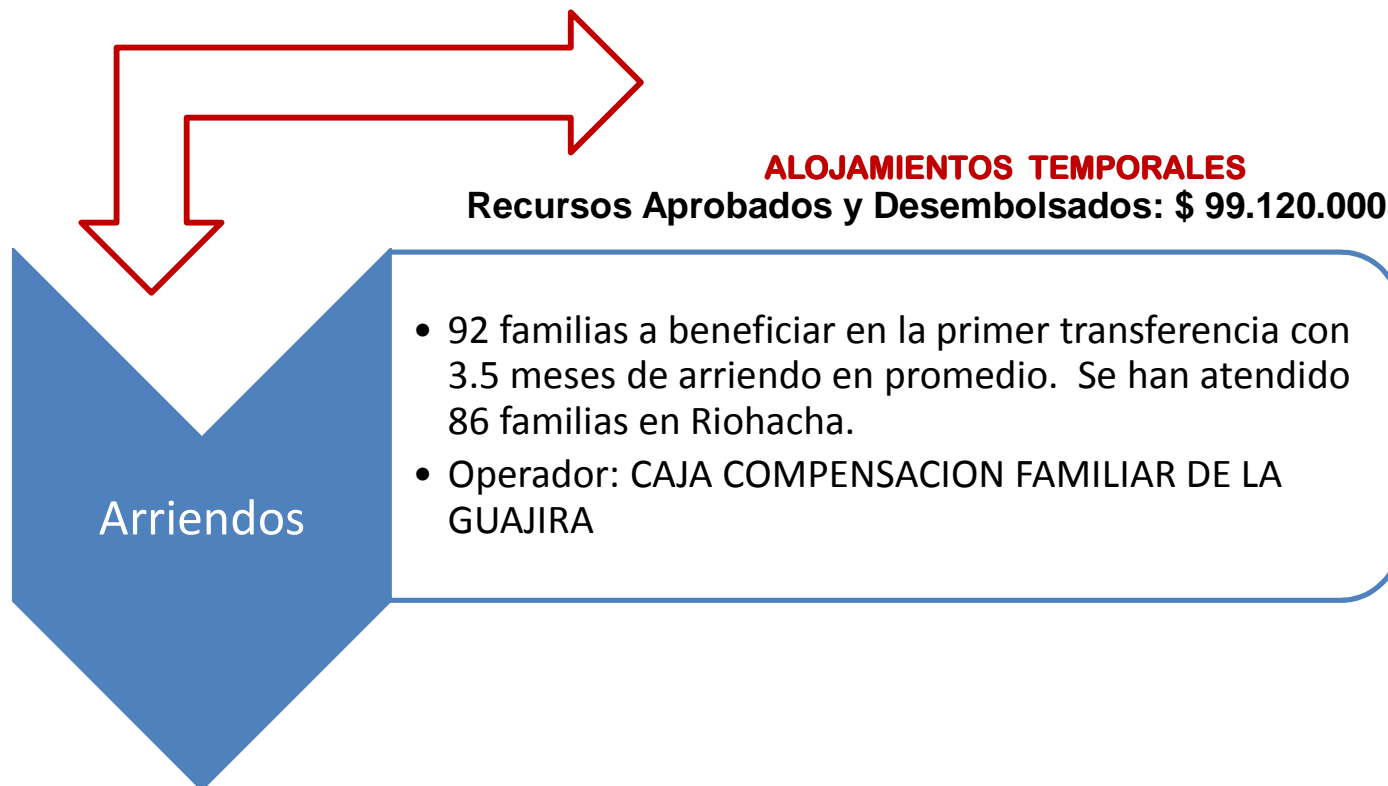 ALOJAMIENTOS TEMPORALES
Recursos Aprobados y Desembolsados: $ 99.120.000
• 92 familias a beneficiar en la primer transferencia con
3.5 meses de arriendo en promedio. Se han atendido
86 familias en Riohacha.
• Operador: CAJA COMPENSACION FAMILIAR DE LA
GUAJIRA
Arriendos